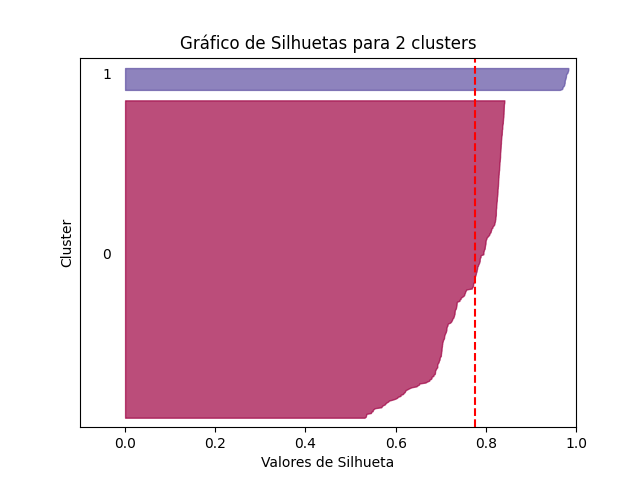 Gráfico de Silhuetas para 2 clusters
1
0
Cluster
0.0 0.2 0.4 0.6 0.8 1.0
Valores de Silhueta